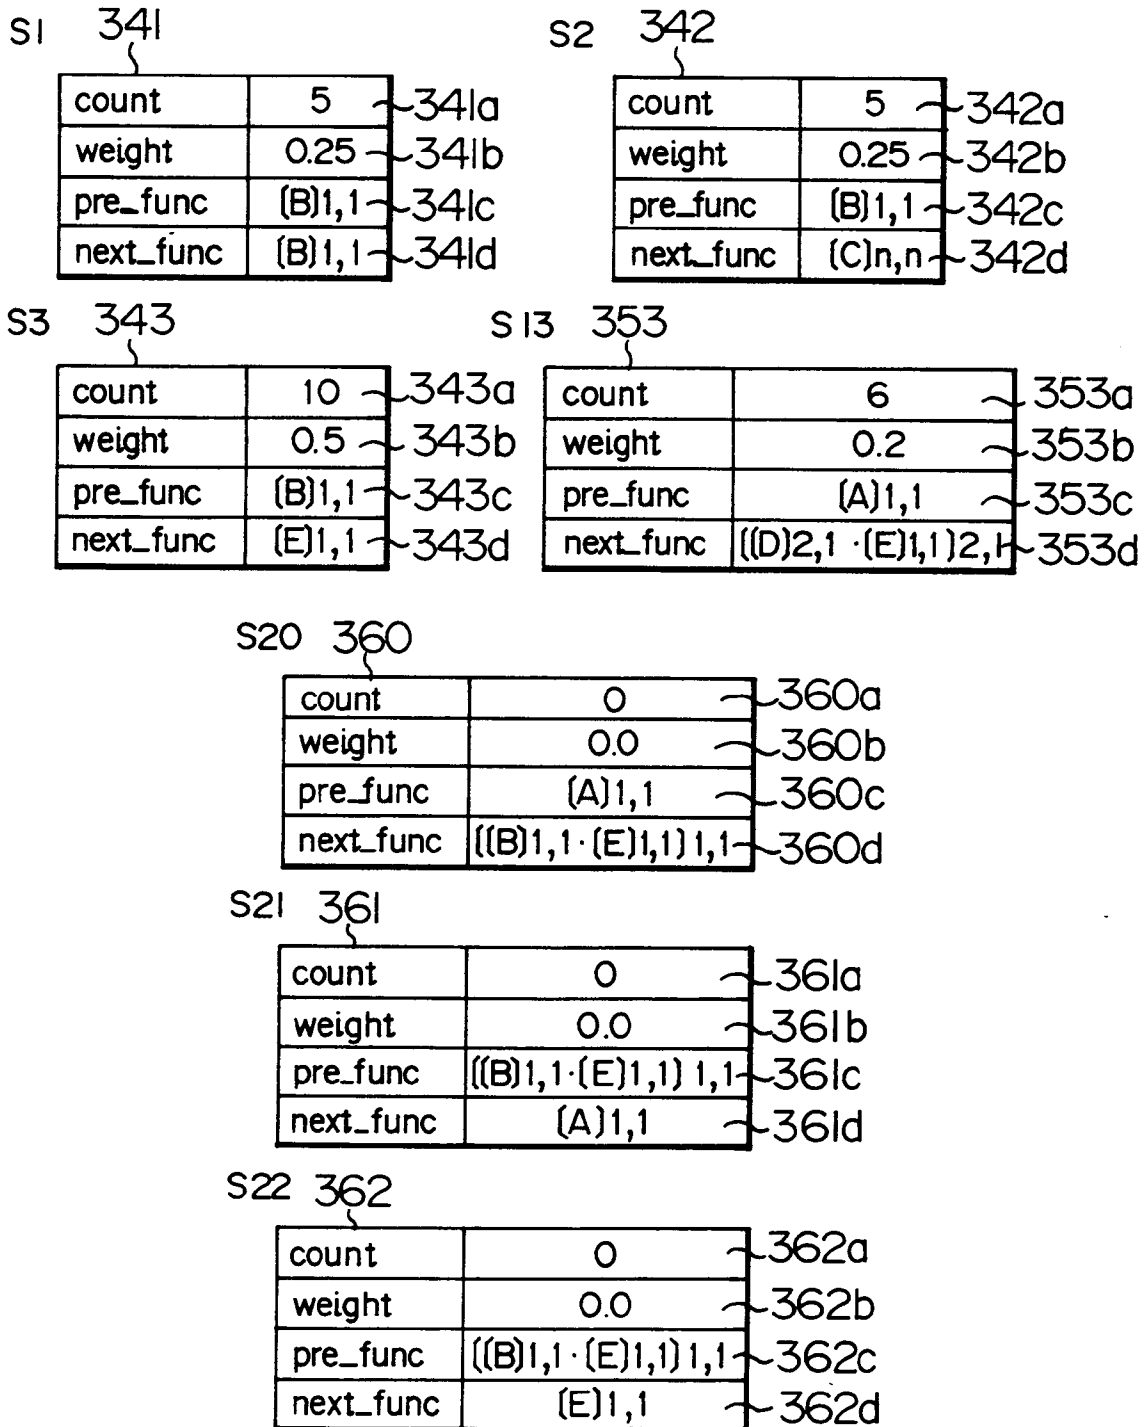 S1 341 S2 342
count 5 341a count 5 342a
weight 0.25 341b weight 0.25 342b
pre_func (B)1,1 341c pre_func (B)1,1 342c
next_func (B)1,1 341d next_func (C)n,n 342d
S3 343 S13 353
count 10 343a count 6 353a
weight 0.5 343b weight 0.2 353b
pre_func (B)1,1 343c pre_func (A)1,1 353c
next_func (E)1,1 343d next_func ((D)2,1 ·(E)1,1)2,1 353d
S20 360
count 0 360a
weight 0.0 360b
pre_func (A)1,1 360c
next_func ((B)1,1·(E)1,1)1,1 360d
S21 361
count 0 361a
weight 0.0 361b
pre_func ((B)1,1·(E)1,1)1,1 361c
next_func (A)1,1 361d
S22 362
count 0 362a
weight 0.0 362b
pre_func ((B)1,1·(E)1,1)1,1 362c
next_func (E)1,1 362d